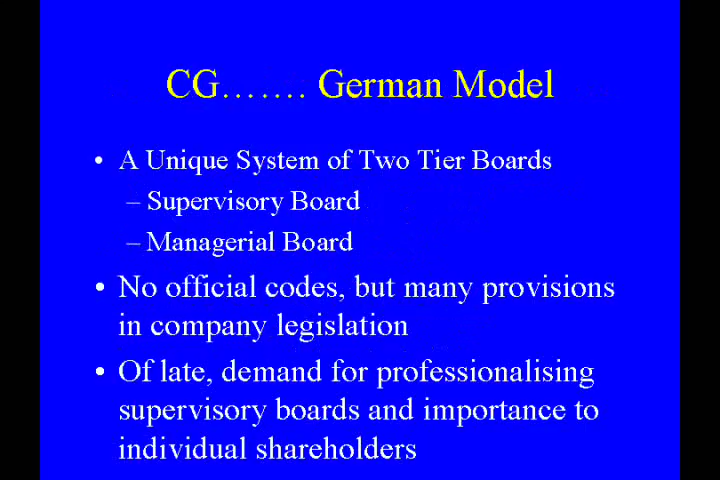 CG....... German Model
• A Unique System of Two Tier Boards
– Supervisory Board
– Managerial Board
• No official codes, but many provisions
in company legislation
• Of late, demand for professionalising
supervisory boards and importance to
individual shareholders